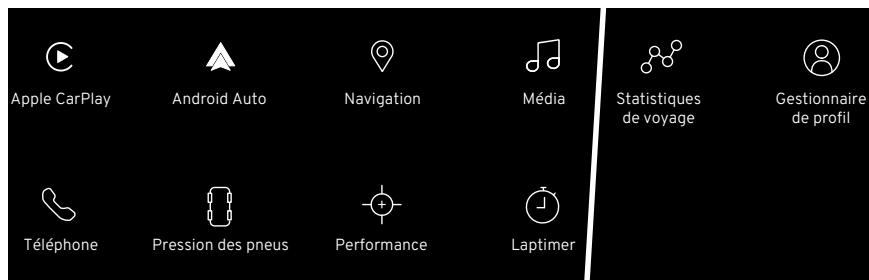 Apple CarPlay
Android Auto
Navigation
Média
Statistiques
de voyage
Gestionnaire
de profil
Téléphone
Pression des pneus
Performance
Laptimer